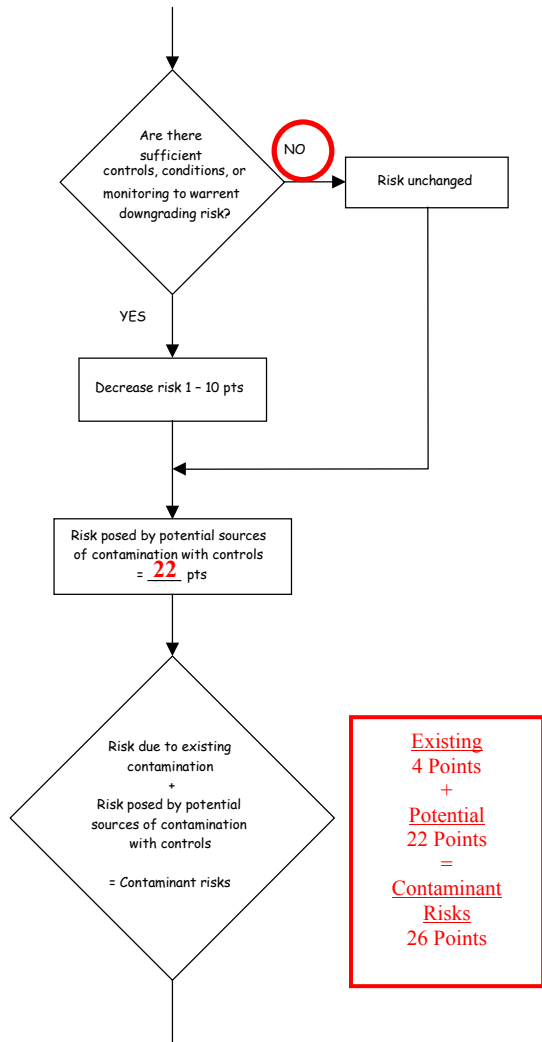 Are there
sufficient
controls, conditions, or
monitoring to warrent
downgrading risk?
NO
Risk unchanged
YES
Decrease risk 1 – 10 pts
Risk posed by potential sources
of contamination with controls
= 22 pts
Risk due to existing
contamination
+
Risk posed by potential
sources of contamination
with controls
= Contaminant risks
Existing
4 Points
+
Potential
22 Points
=
Contaminant
Risks
26 Points